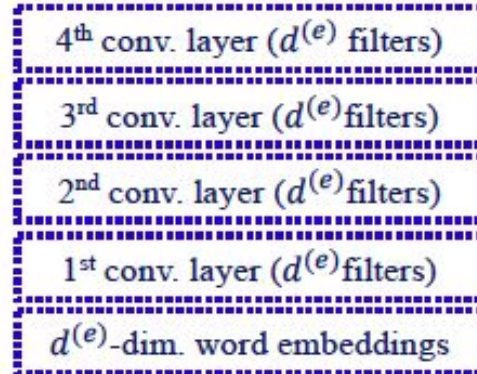 4th conv. layer (d(e) filters)
3rd conv. layer (d(e)filters)
2nd conv. layer (d(e)filters)
1st conv. layer (d(e)filters)
d(e)-dim. word embeddings